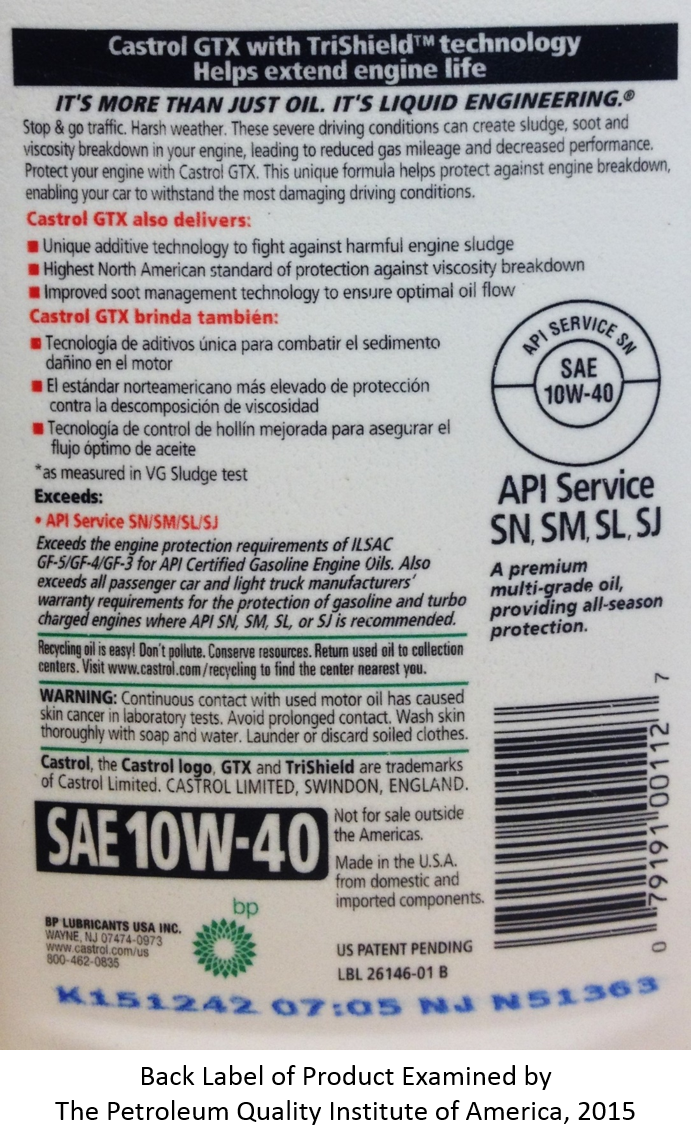 Castrol GTX with TriShield™ technology
Helps extend engine life
IT'S MORE THAN JUST OIL. IT'S LIQUID ENGINEERING.®
Stop & go traffic. Harsh weather. These severe driving conditions can create sludge, soot and
viscosity breakdown in your engine, leading to reduced gas mileage and decreased performance.
Protect your engine with Castrol GTX. This unique formula helps protect against engine breakdown,
enabling your car to withstand the most damaging driving conditions.
Castrol GTX also delivers:
■ Unique additive technology to fight against harmful engine sludge
■ Highest North American standard of protection against viscosity breakdown
■ Improved soot management technology to ensure optimal oil flow
Castrol GTX brinda también:
■ Tecnología de aditivos única para combatir el sedimento
dañino en el motor
■ El estándar norteamericano más elevado de protección
contra la descomposición de viscosidad
■ Tecnología de control de hollín mejorada para asegurar el
flujo óptimo de aceite
*as measured in VG Sludge test
Exceeds:
• API Service SN/SM/SL/SJ
Exceeds the engine protection requirements of ILSAC
GF-5/GF-4/GF-3 for API Certified Gasoline Engine Oils. Also
exceeds all passenger car and light truck manufacturers'
warranty requirements for the protection of gasoline and turbo
charged engines where API SN, SM, SL, or SJ is recommended.
API SERVICE SN
SAE
10W-40
API Service
SN, SM, SL, SJ
A premium
multi-grade oil,
providing all-season
protection.
Recycling oil is easy! Don't pollute. Conserve resources. Return used oil to collection
centers. Visit www.castrol.com/recycling to find the center nearest you.
WARNING: Continuous contact with used motor oil has caused
skin cancer in laboratory tests. Avoid prolonged contact. Wash skin
thoroughly with soap and water. Launder or discard soiled clothes.
Castrol, the Castrol logo, GTX and TriShield are trademarks
of Castrol Limited. CASTROL LIMITED, SWINDON, ENGLAND.
SAE 10W-40
Not for sale outside
the Americas.
Made in the U.S.A.
from domestic and
imported components.
0 79191 00112 7
bp
BP LUBRICANTS USA INC.
WAYNE, NJ 07474-0973
www.castrol.com/us
800-462-0835
US PATENT PENDING
LBL 26146-01 B
K151242 07:05 NJ N51363
Back Label of Product Examined by
The Petroleum Quality Institute of America, 2015